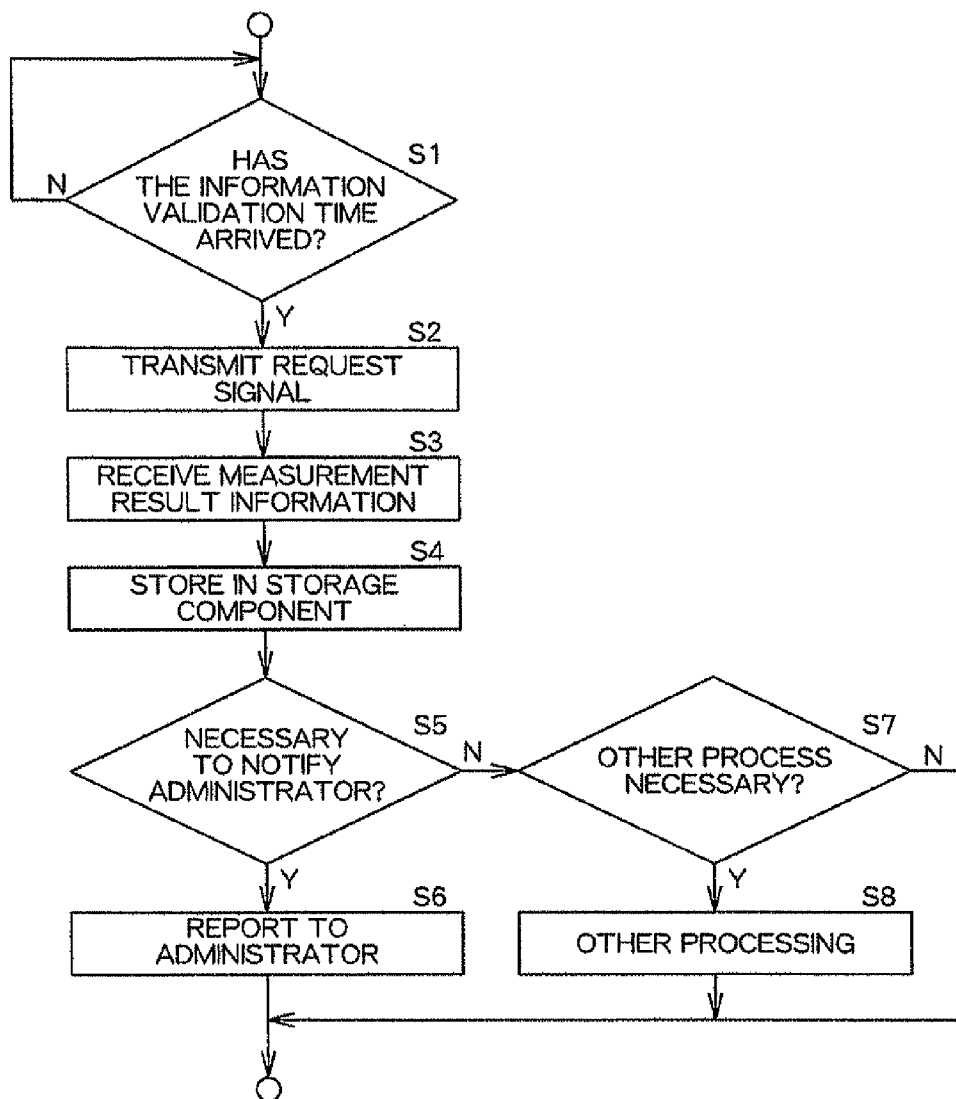 S1
HAS
THE INFORMATION
VALIDATION TIME
ARRIVED?
N
Y
S2
TRANSMIT REQUEST
SIGNAL
S3
RECEIVE MEASUREMENT
RESULT INFORMATION
S4
STORE IN STORAGE
COMPONENT
S5
NECESSARY
TO NOTIFY
ADMINISTRATOR?
N
Y
S7
OTHER PROCESS
NECESSARY?
N
Y
S6
REPORT TO
ADMINISTRATOR
S8
OTHER PROCESSING